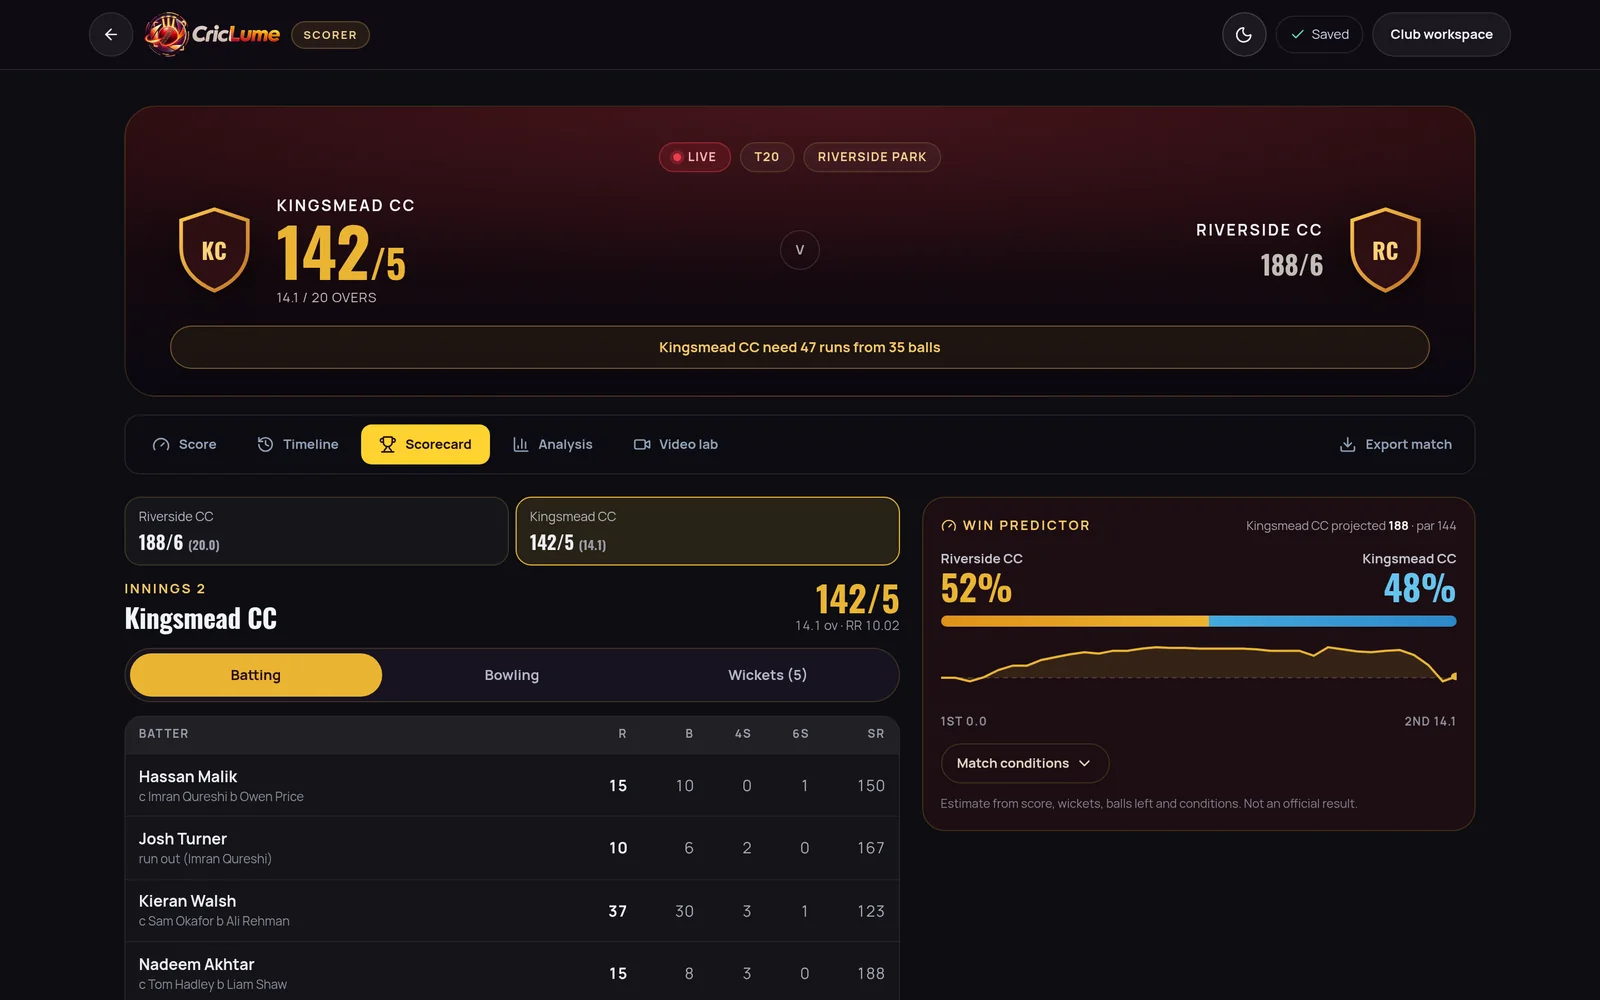 CricLume
SCORER
Saved
Club workspace
LIVE
T20
RIVERSIDE PARK
KC
KINGSMEAD CC
142/5
14.1 / 20 OVERS
V
RIVERSIDE CC
188/6
RC
Kingsmead CC need 47 runs from 35 balls
Score
Timeline
Scorecard
Analysis
Video lab
Export match
Riverside CC
188/6 (20.0)
Kingsmead CC
142/5 (14.1)
INNINGS 2
Kingsmead CC
142/5
14.1 ov · RR 10.02
Batting
Bowling
Wickets (5)
BATTER R B 4S 6S SR
Hassan Malik 15 10 0 1 150
c Imran Qureshi b Owen Price
Josh Turner 10 6 2 0 167
run out (Imran Qureshi)
Kieran Walsh 37 30 3 1 123
c Sam Okafor b Ali Rehman
Nadeem Akhtar 15 8 3 0 188
c Tom Hadley b Liam Shaw
WIN PREDICTOR
Kingsmead CC projected 188 · par 144
Riverside CC
52%
Kingsmead CC
48%
1ST 0.0
2ND 14.1
Match conditions
Estimate from score, wickets, balls left and conditions. Not an official result.